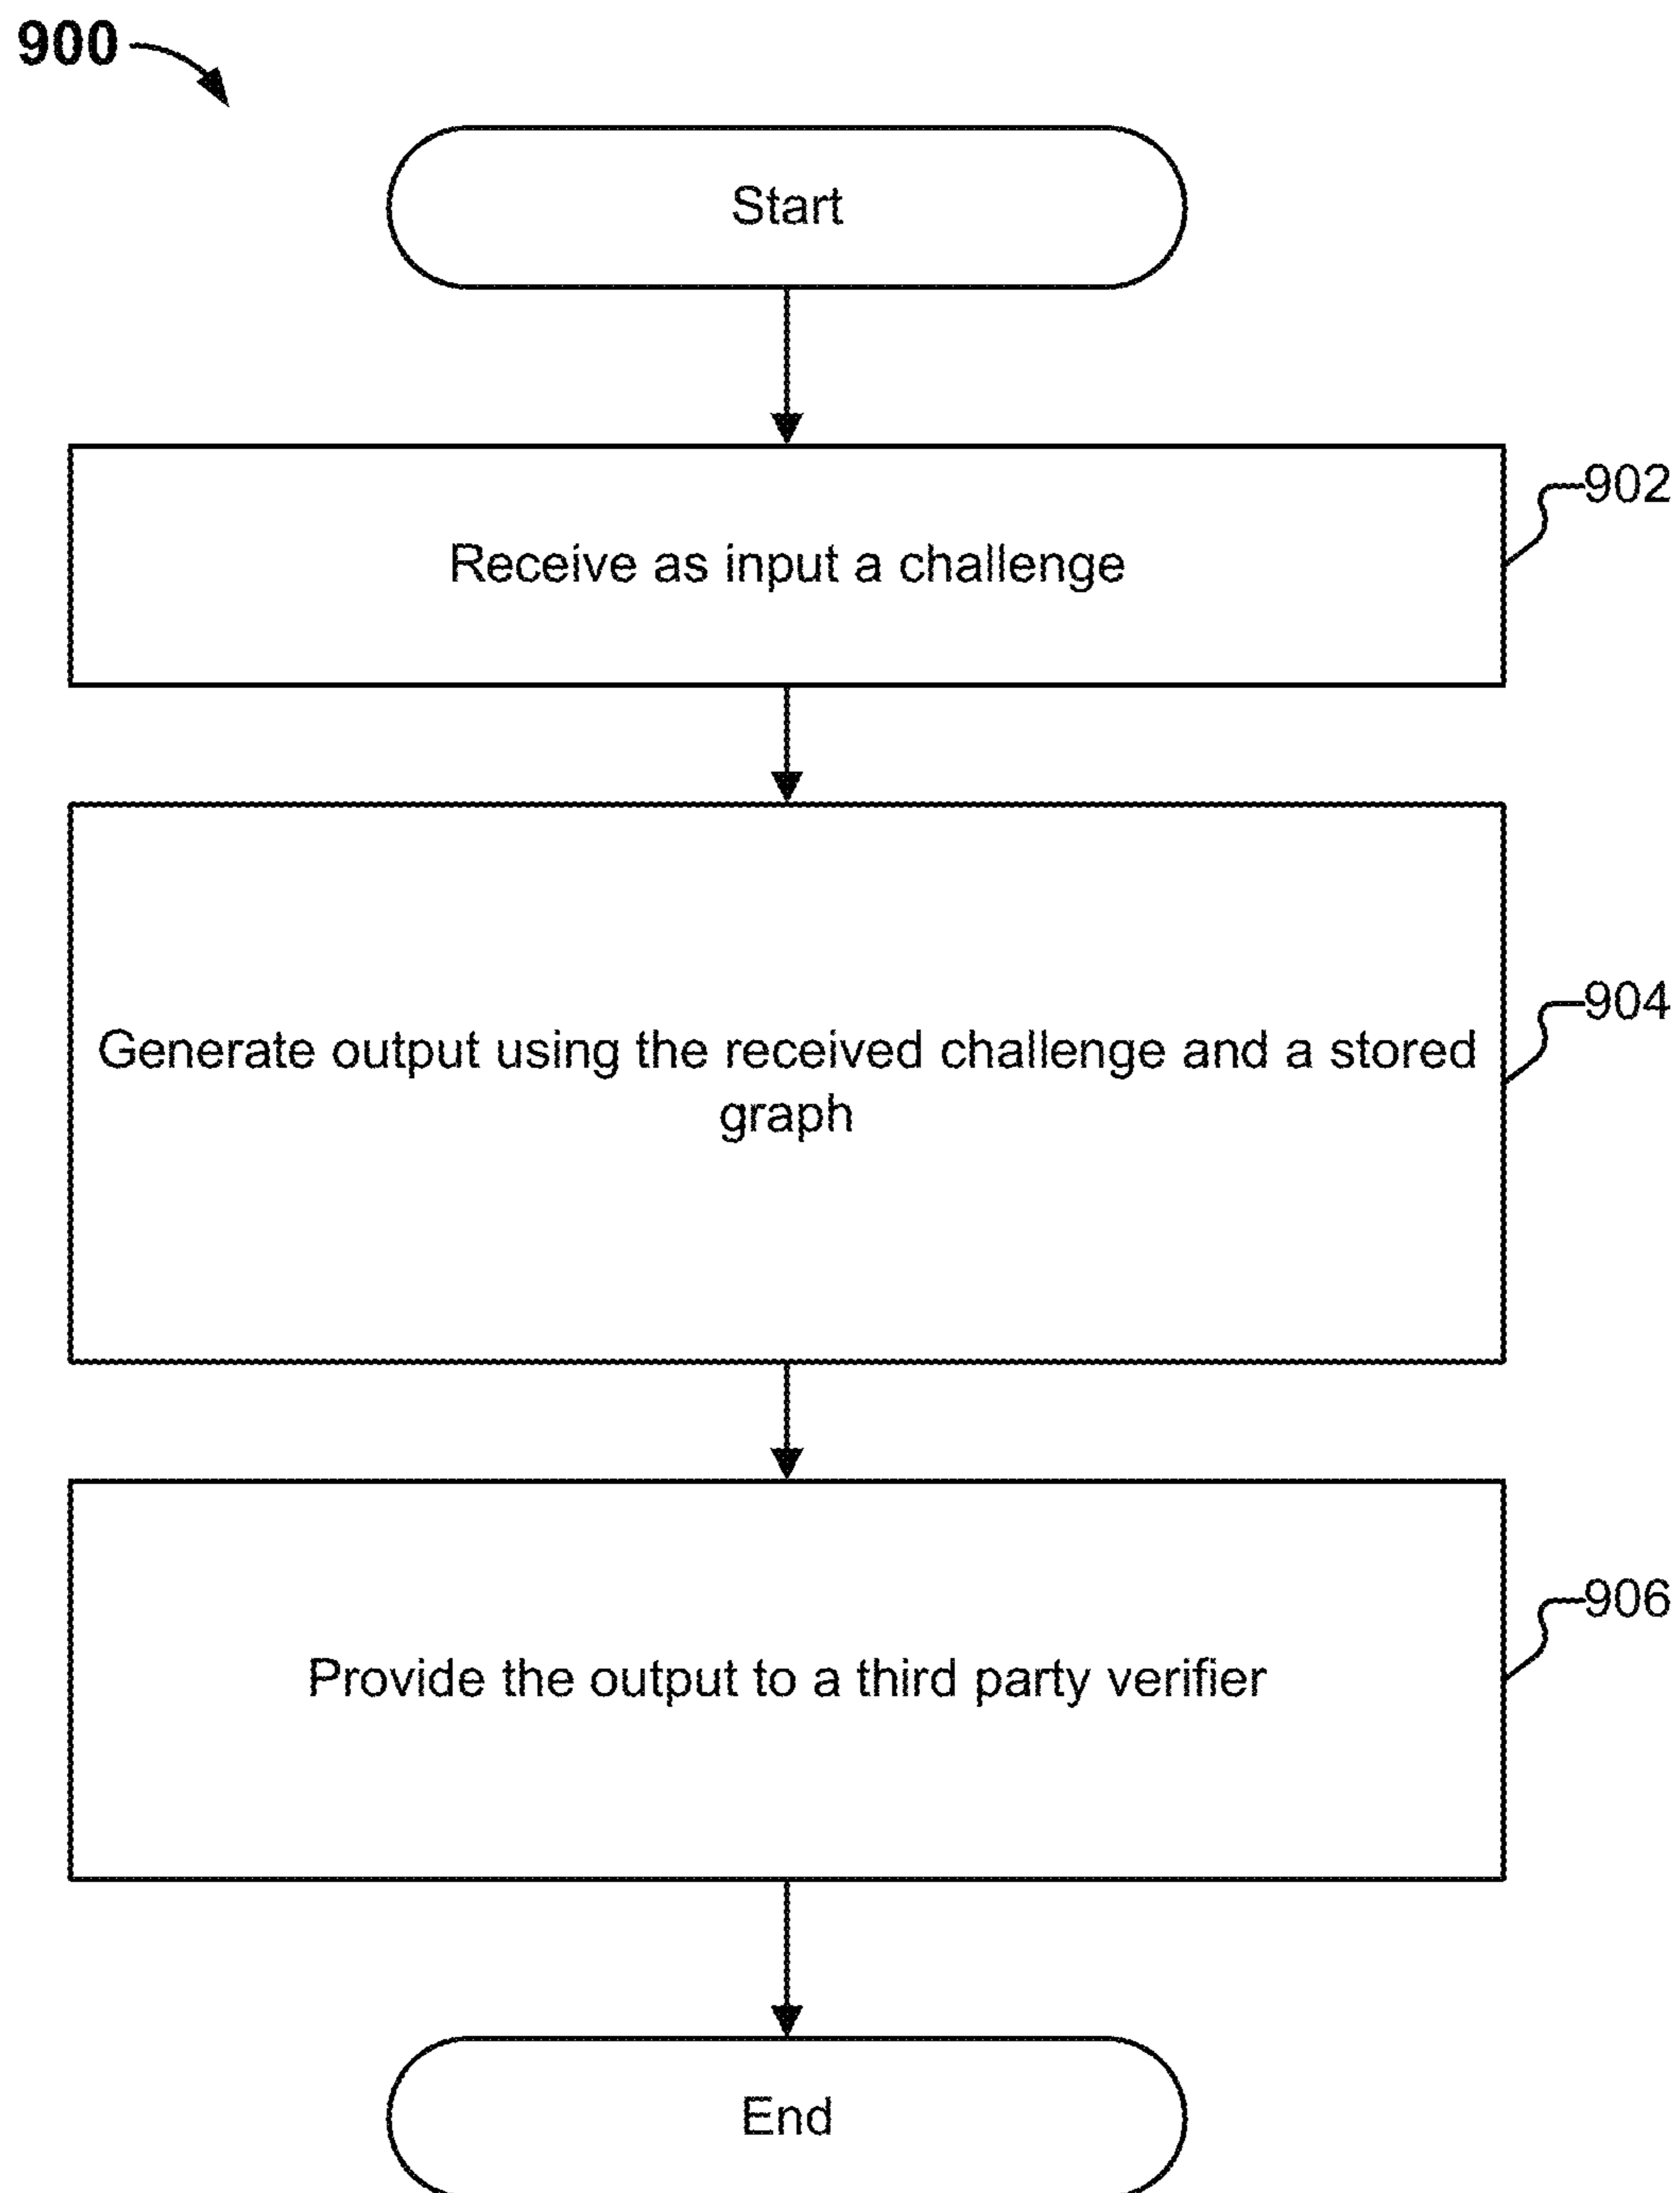 900
Start
Receive as input a challenge
902
Generate output using the received challenge and a stored
graph
904
Provide the output to a third party verifier
906
End